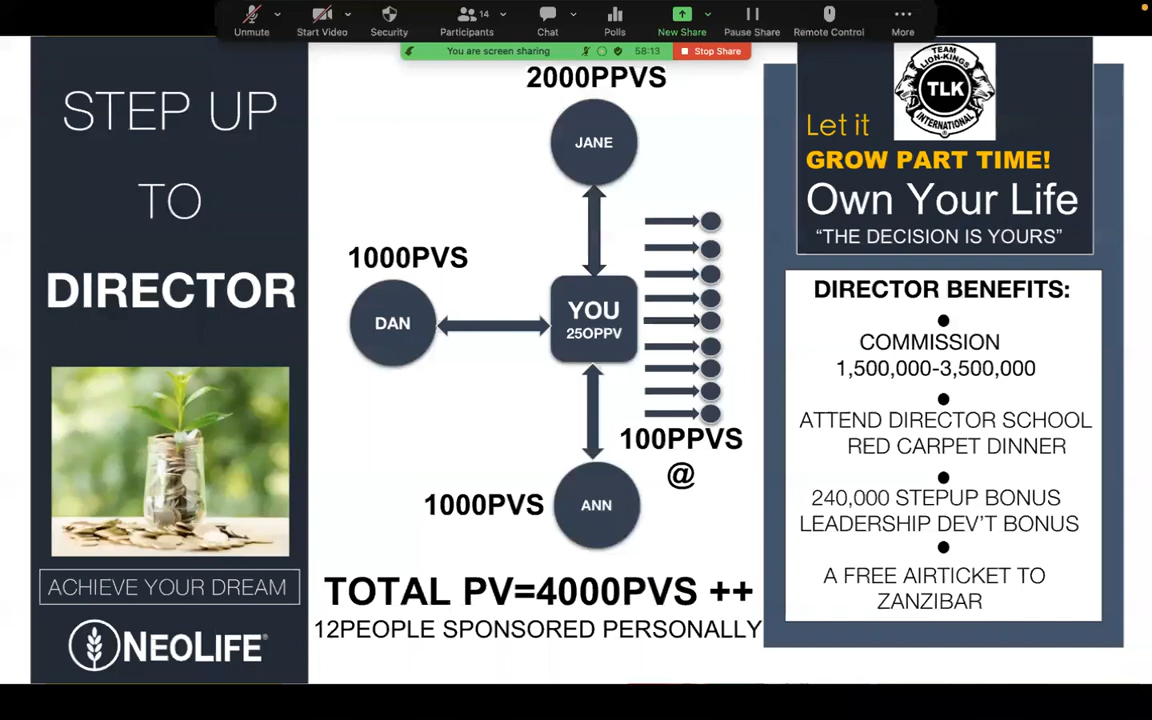 Unmute
Start Video
Security
14
Participants
Chat
Polls
New Share
Pause Share
Remote Control
More
You are screen sharing
58:13
Stop Share
STEP UP
TO
DIRECTOR
ACHIEVE YOUR DREAM
NEOLIFE®
2000PPVS
JANE
1000PVS
DAN
YOU
25OPPV
100PPVS
@
1000PVS
ANN
TOTAL PV=4000PVS ++
12PEOPLE SPONSORED PERSONALLY
TEAM
LION-KINGS
TLK
INTERNATIONAL
Let it
GROW PART TIME!
Own Your Life
“THE DECISION IS YOURS”
DIRECTOR BENEFITS:
COMMISSION
1,500,000-3,500,000
ATTEND DIRECTOR SCHOOL
RED CARPET DINNER
240,000 STEPUP BONUS
LEADERSHIP DEV’T BONUS
A FREE AIRTICKET TO
ZANZIBAR